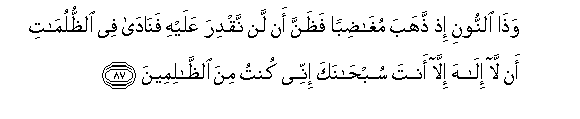 وَذَا ٱلنُّونِ إِذ ذَّهَبَ مُغَـٰضِبًا فَظَنَّ أَن لَّن نَّقْدِرَ عَلَيْهِ فَنَادَىٰ فِى ٱلظُّلُمَـٰتِ
أَن لَّآ إِلَـٰهَ إِلَّآ أَنتَ سُبْحَـٰنَكَ إِنِّى كُنتُ مِنَ ٱلظَّـٰلِمِينَ ﴿٨٧﴾